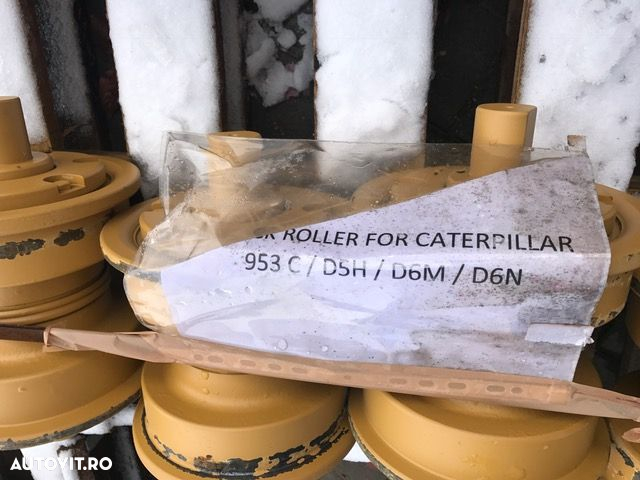 ROLLER FOR CATERPILLAR
953 C / D5H / D6M / D6N
AUTOVIT.RO